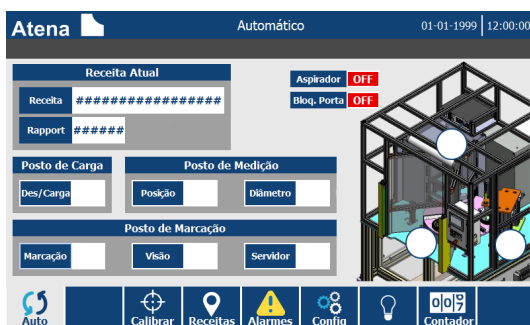 Atena Automático 01-01-1999 12:00:00
Receita Atual
Receita #################
Rapport ######
Aspirador OFF
Bloq. Porta OFF
Posto de Carga
Des/Carga
Posto de Medição
Posição Diâmetro
Posto de Marcação
Marcação Visão Servidor
Auto Calibrar Receitas Alarmes Config Contador